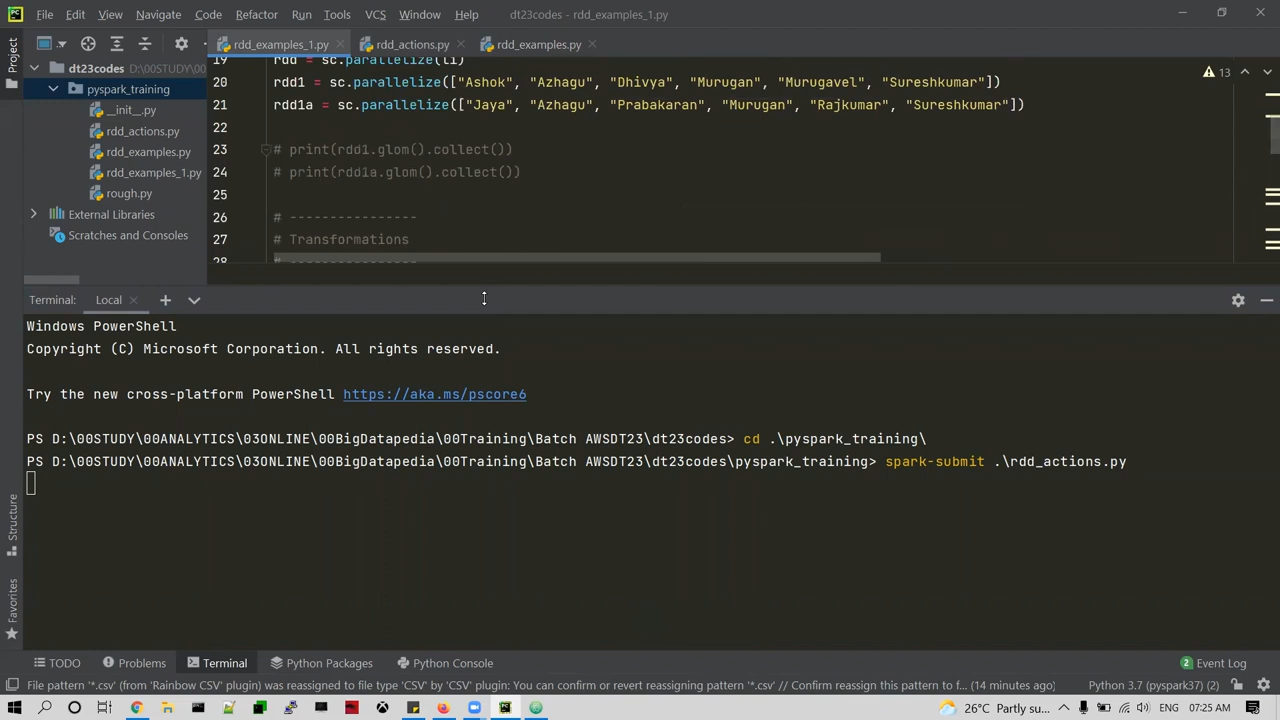 File Edit View Navigate Code Refactor Run Tools VCS Window Help dt23codes - rdd_examples_1.py
rdd_examples_1.py rdd_actions.py rdd_examples.py
Project
dt23codes D:\00STUDY\00
pyspark_training
__init__.py
rdd_actions.py
rdd_examples.py
rdd_examples_1.py
rough.py
External Libraries
Scratches and Consoles
19 rdd = sc.parallelize(li)
20 rdd1 = sc.parallelize(["Ashok", "Azhagu", "Dhivya", "Murugan", "Murugavel", "Sureshkumar"])
21 rdd1a = sc.parallelize(["Jaya", "Azhagu", "Prabakaran", "Murugan", "Rajkumar", "Sureshkumar"])
22
23 # print(rdd1.glom().collect())
24 # print(rdd1a.glom().collect())
25
26 # ----------------
27 # Transformations
28 # ----------------
13
Terminal: Local
Windows PowerShell
Copyright (C) Microsoft Corporation. All rights reserved.
Try the new cross-platform PowerShell https://aka.ms/pscore6
PS D:\00STUDY\00ANALYTICS\03ONLINE\00BigDatapedia\00Training\Batch AWSDT23\dt23codes> cd .\pyspark_training\
PS D:\00STUDY\00ANALYTICS\03ONLINE\00BigDatapedia\00Training\Batch AWSDT23\dt23codes\pyspark_training> spark-submit .\rdd_actions.py
Structure
Favorites
TODO Problems Terminal Python Packages Python Console 2 Event Log
File pattern '*.csv' (from 'Rainbow CSV' plugin) was reassigned to file type 'CSV' by 'CSV' plugin: You can confirm or revert reassigning pattern '*.csv' // Confirm reassign this pattern to f... (14 minutes ago) Python 3.7 (pyspark37) (2)
26°C Partly su... ENG 07:25 AM